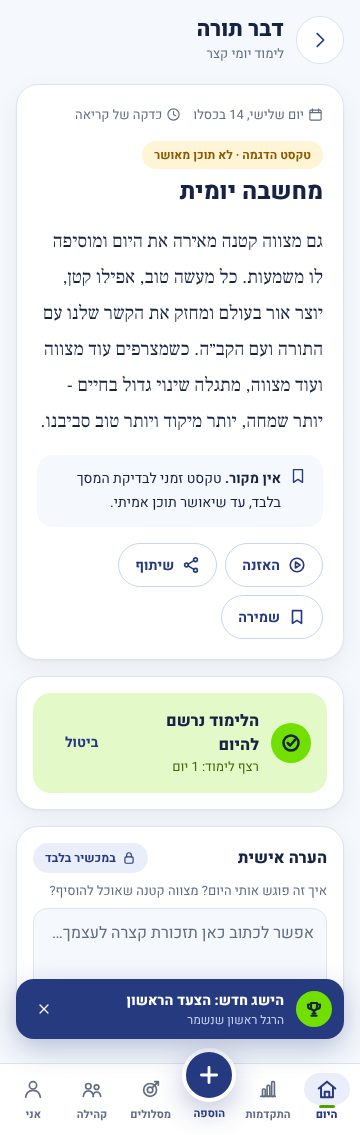 דבר תורה
לימוד יומי קצר
יום שלישי, 14 בכסלו
כדקה של קריאה
טקסט הדגמה · לא תוכן מאושר
מחשבה יומית
גם מצווה קטנה מאירה את היום ומוסיפה
לו משמעות. כל מעשה טוב, אפילו קטן,
יוצר אור בעולם ומחזק את הקשר שלנו עם
התורה ועם הקב״ה. כשמצרפים עוד מצווה
ועוד מצווה, מתגלה שינוי גדול בחיים -
יותר שמחה, יותר מיקוד ויותר טוב סביבנו.
אין מקור. טקסט זמני לבדיקת המסך
בלבד, עד שיאושר תוכן אמיתי.
האזנה
שיתוף
שמירה
הלימוד נרשם
להיום
רצף לימוד: 1 יום
ביטול
הערה אישית
במכשיר בלבד
איך זה פוגש אותי היום? מצווה קטנה שאוכל להוסיף?
אפשר לכתוב כאן תזכורת קצרה לעצמך...
הישג חדש: הצעד הראשון
הרגל ראשון שנשמר
היום
התקדמות
הוספה
מסלולים
קהילה
אני